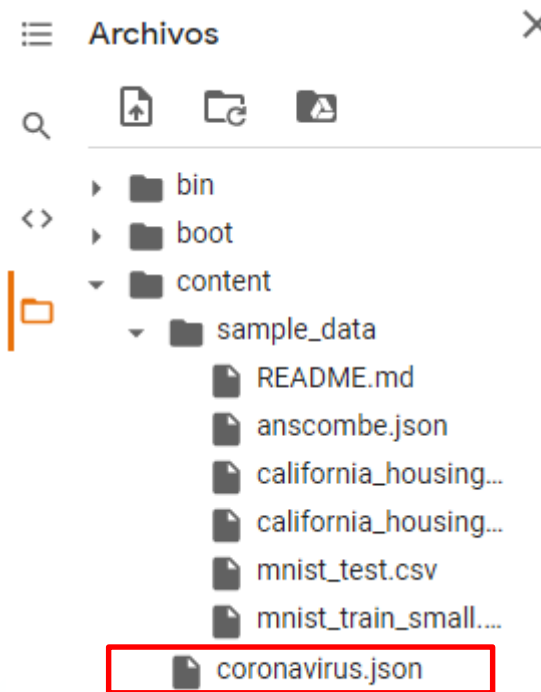 Archivos
bin
boot
content
sample_data
README.md
anscombe.json
california_housing...
california_housing...
mnist_test.csv
mnist_train_small....
coronavirus.json